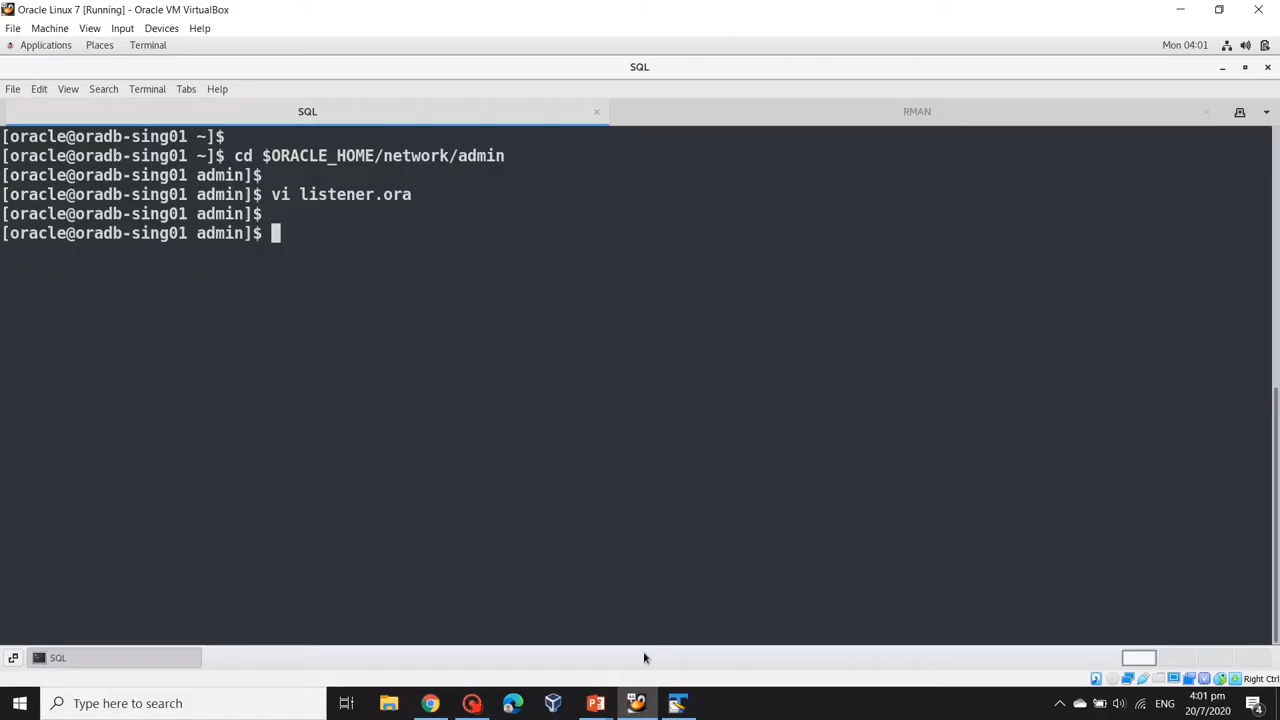 Oracle Linux 7 [Running] - Oracle VM VirtualBox
File Machine View Input Devices Help
Applications Places Terminal Mon 04:01
SQL
File Edit View Search Terminal Tabs Help
SQL RMAN
[oracle@oradb-sing01 ~]$
[oracle@oradb-sing01 ~]$ cd $ORACLE_HOME/network/admin
[oracle@oradb-sing01 admin]$
[oracle@oradb-sing01 admin]$ vi listener.ora
[oracle@oradb-sing01 admin]$
[oracle@oradb-sing01 admin]$
SQL
Right Ctrl
Type here to search
ENG
4:01 pm
20/7/2020
4